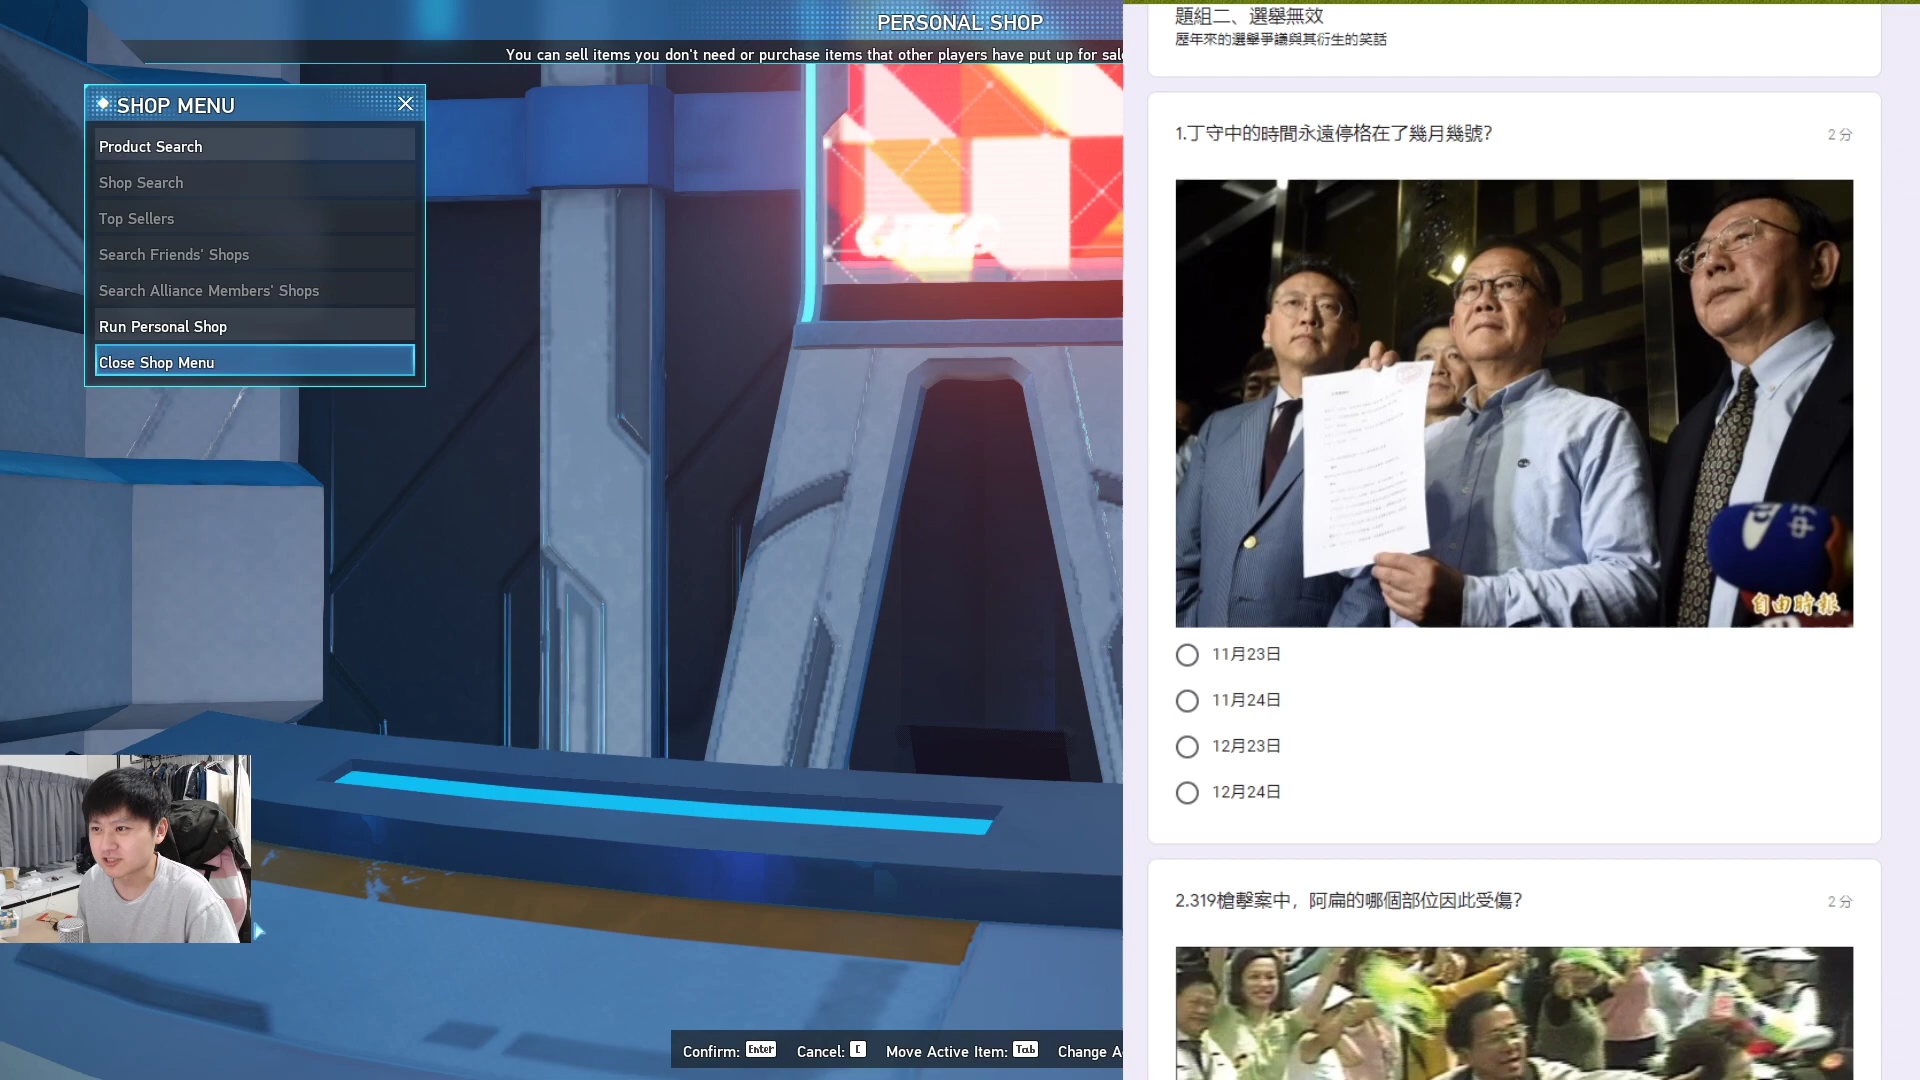 PERSONAL SHOP
You can sell items you don't need or purchase items that other players have put up for sal
SHOP MENU
Product Search
Shop Search
Top Sellers
Search Friends' Shops
Search Alliance Members' Shops
Run Personal Shop
Close Shop Menu
Confirm: Enter
Cancel:
Move Active Item: Tab
Change A
題組二、選舉無效
歷年來的選舉爭議與其衍生的笑話
1.丁守中的時間永遠停格在了幾月幾號?
2 分
中
自由時報
11月23日
11月24日
12月23日
12月24日
2.319槍擊案中，阿扁的哪個部位因此受傷?
2 分